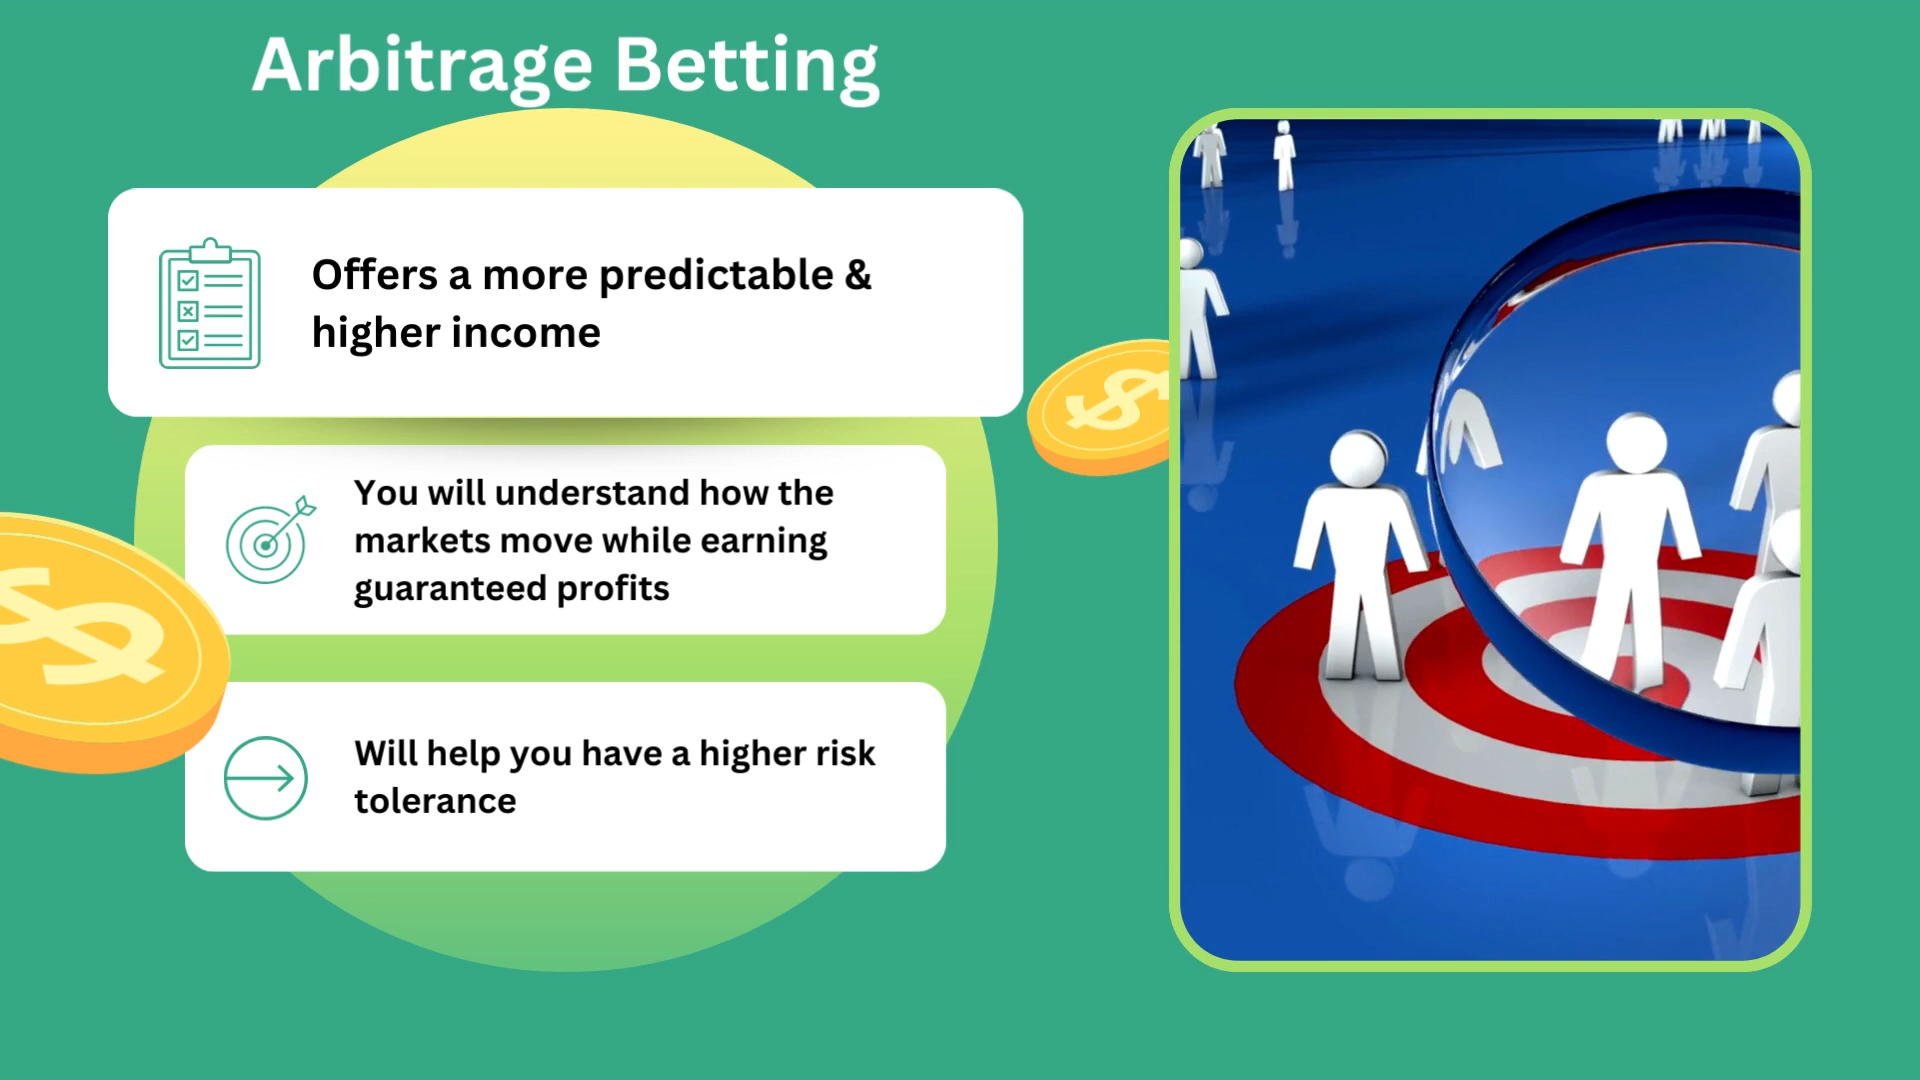 Arbitrage Betting
Offers a more predictable &
higher income
You will understand how the
markets move while earning
guaranteed profits
Will help you have a higher risk
tolerance
$
$